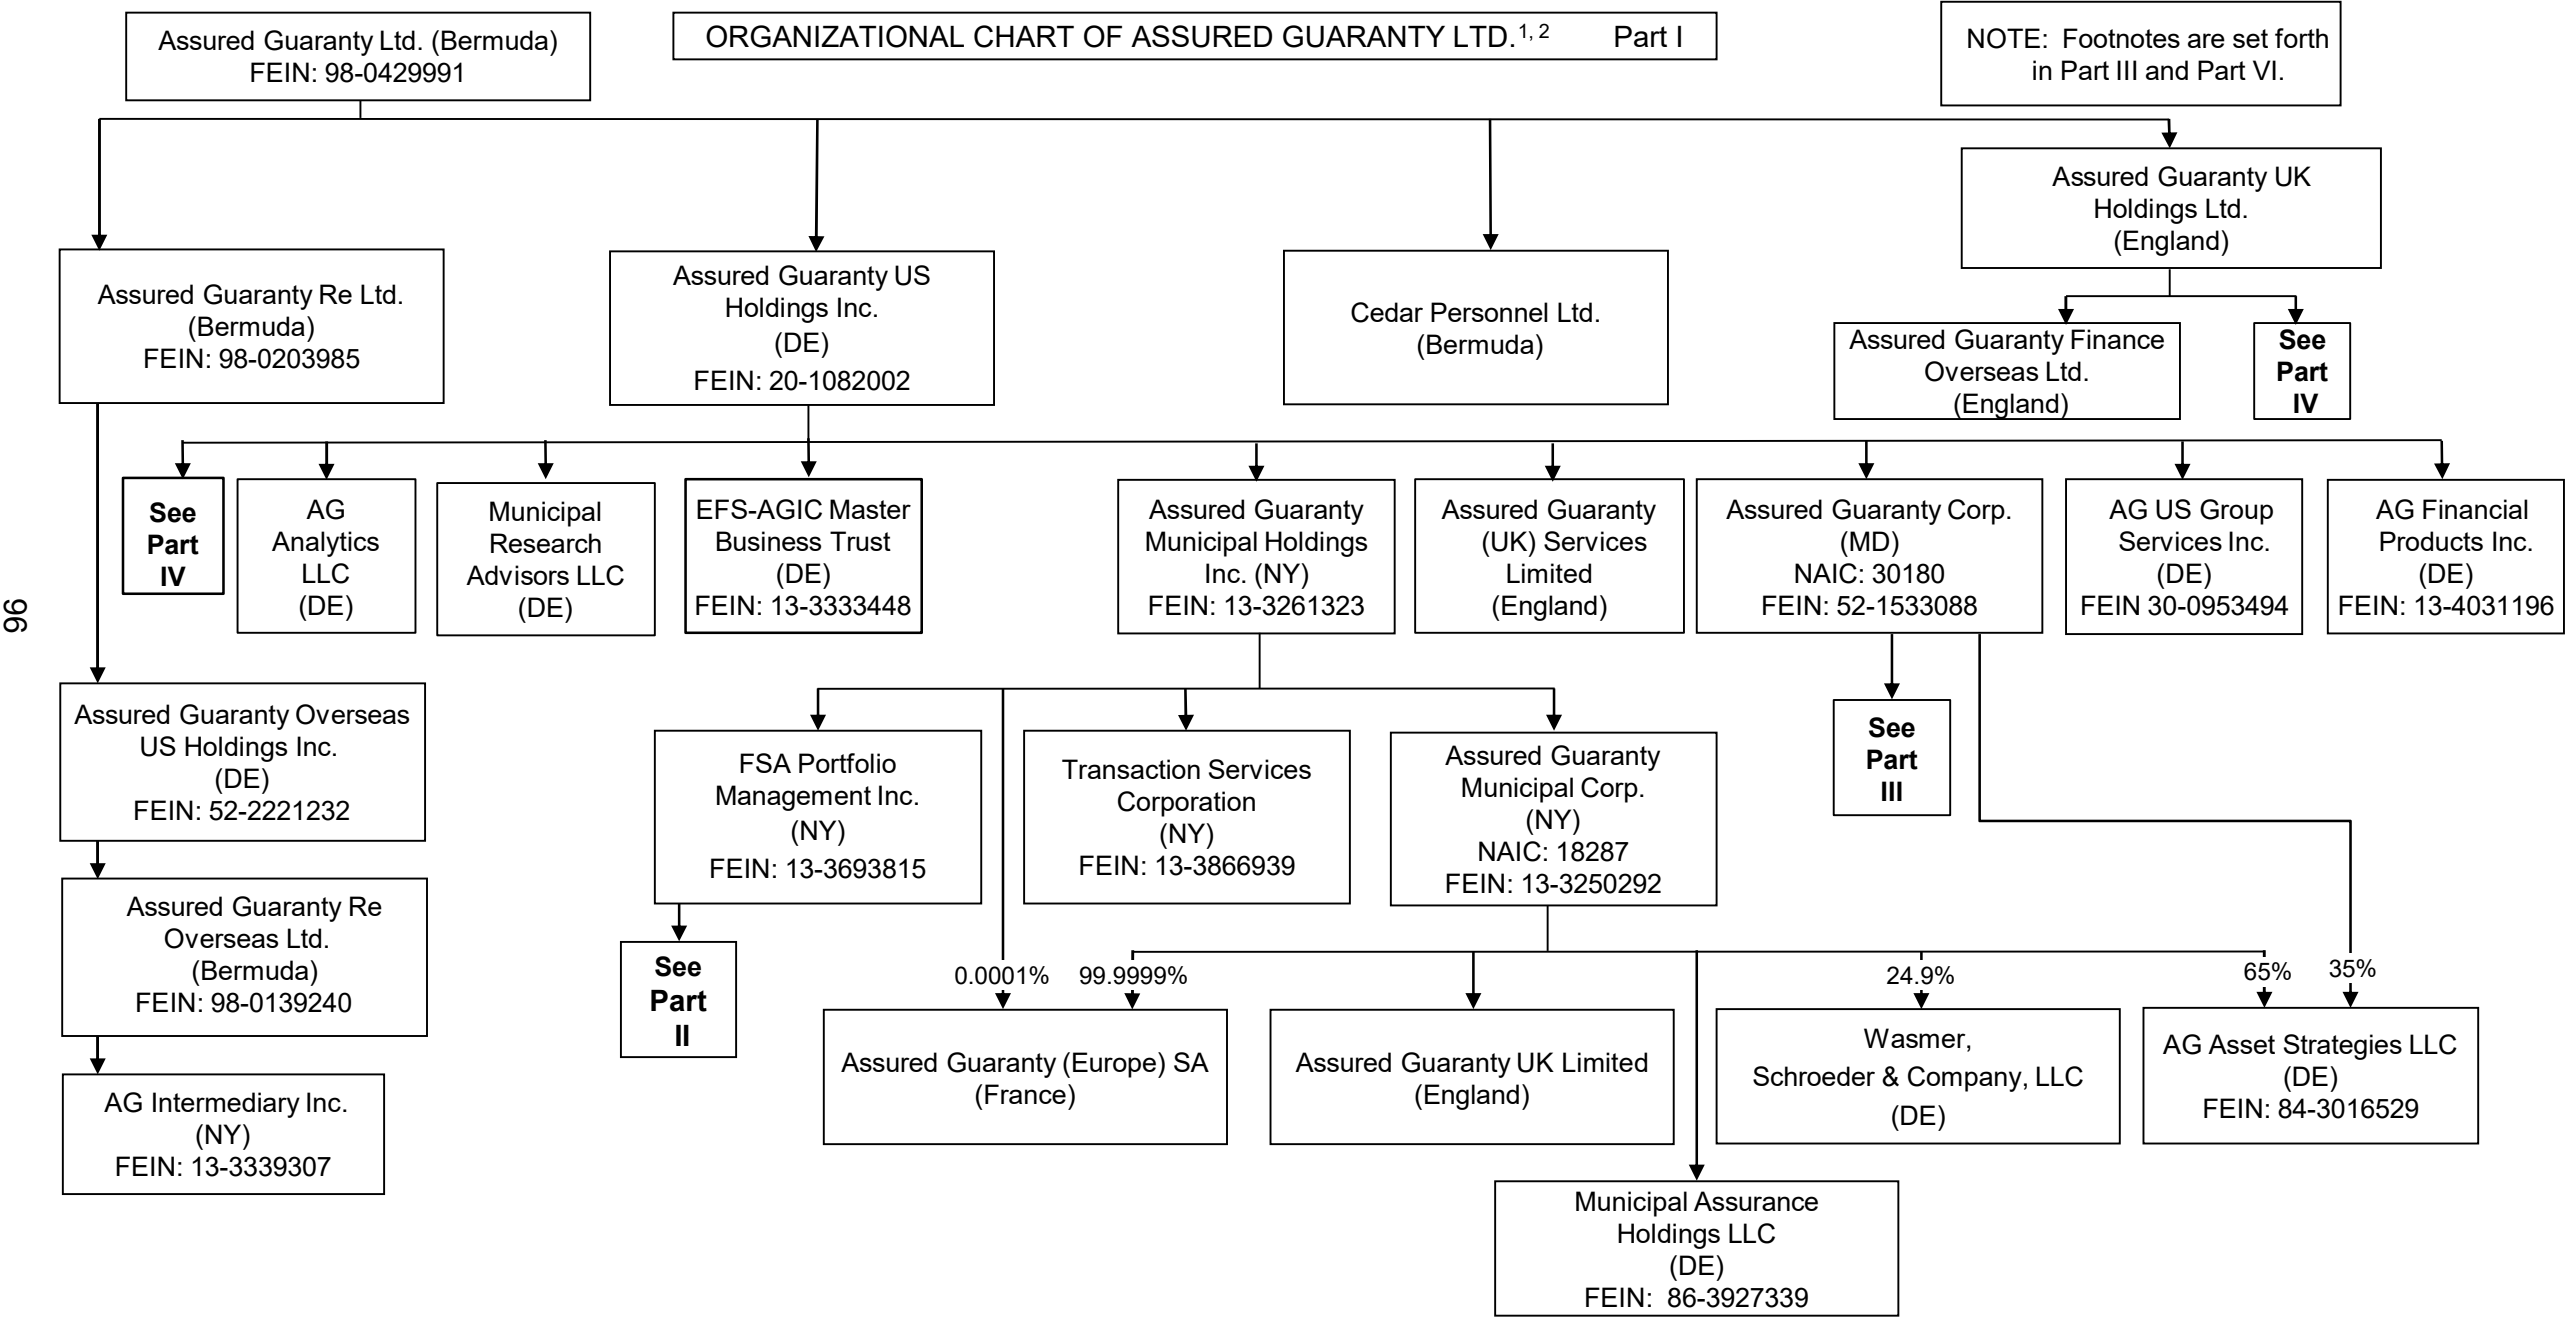 Assured Guaranty Ltd. (Bermuda)
FEIN: 98-0429991
ORGANIZATIONAL CHART OF ASSURED GUARANTY LTD.1, 2 Part I
NOTE: Footnotes are set forth
in Part III and Part VI.
Assured Guaranty Re Ltd.
(Bermuda)
FEIN: 98-0203985
Assured Guaranty US
Holdings Inc.
(DE)
FEIN: 20-1082002
Cedar Personnel Ltd.
(Bermuda)
Assured Guaranty UK
Holdings Ltd.
(England)
Assured Guaranty Finance
Overseas Ltd.
(England)
See
Part
IV
See
Part
IV
AG
Analytics
LLC
(DE)
Municipal
Research
Advisors LLC
(DE)
EFS-AGIC Master
Business Trust
(DE)
FEIN: 13-3333448
Assured Guaranty
Municipal Holdings
Inc. (NY)
FEIN: 13-3261323
Assured Guaranty
(UK) Services
Limited
(England)
Assured Guaranty Corp.
(MD)
NAIC: 30180
FEIN: 52-1533088
AG US Group
Services Inc.
(DE)
FEIN 30-0953494
AG Financial
Products Inc.
(DE)
FEIN: 13-4031196
96
Assured Guaranty Overseas
US Holdings Inc.
(DE)
FEIN: 52-2221232
FSA Portfolio
Management Inc.
(NY)
FEIN: 13-3693815
Transaction Services
Corporation
(NY)
FEIN: 13-3866939
Assured Guaranty
Municipal Corp.
(NY)
NAIC: 18287
FEIN: 13-3250292
See
Part
III
Assured Guaranty Re
Overseas Ltd.
(Bermuda)
FEIN: 98-0139240
See
Part
II
0.0001%
99.9999%
24.9%
65%
35%
Assured Guaranty (Europe) SA
(France)
Assured Guaranty UK Limited
(England)
Wasmer,
Schroeder & Company, LLC
(DE)
AG Asset Strategies LLC
(DE)
FEIN: 84-3016529
AG Intermediary Inc.
(NY)
FEIN: 13-3339307
Municipal Assurance
Holdings LLC
(DE)
FEIN: 86-3927339